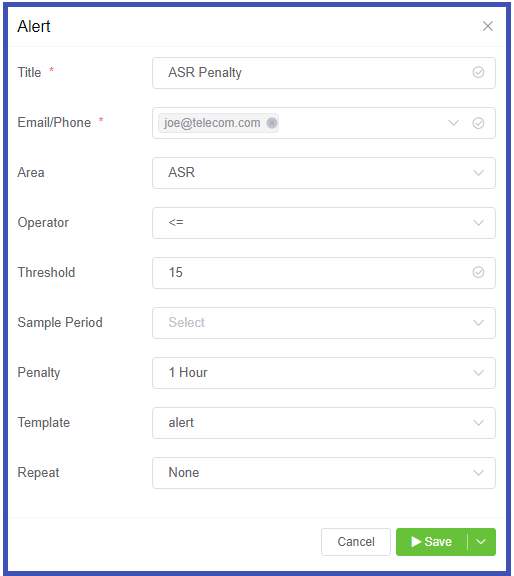 Alert
Title * ASR Penalty
Email/Phone * joe@telecom.com
Area ASR
Operator <=
Threshold 15
Sample Period Select
Penalty 1 Hour
Template alert
Repeat None
Cancel Save